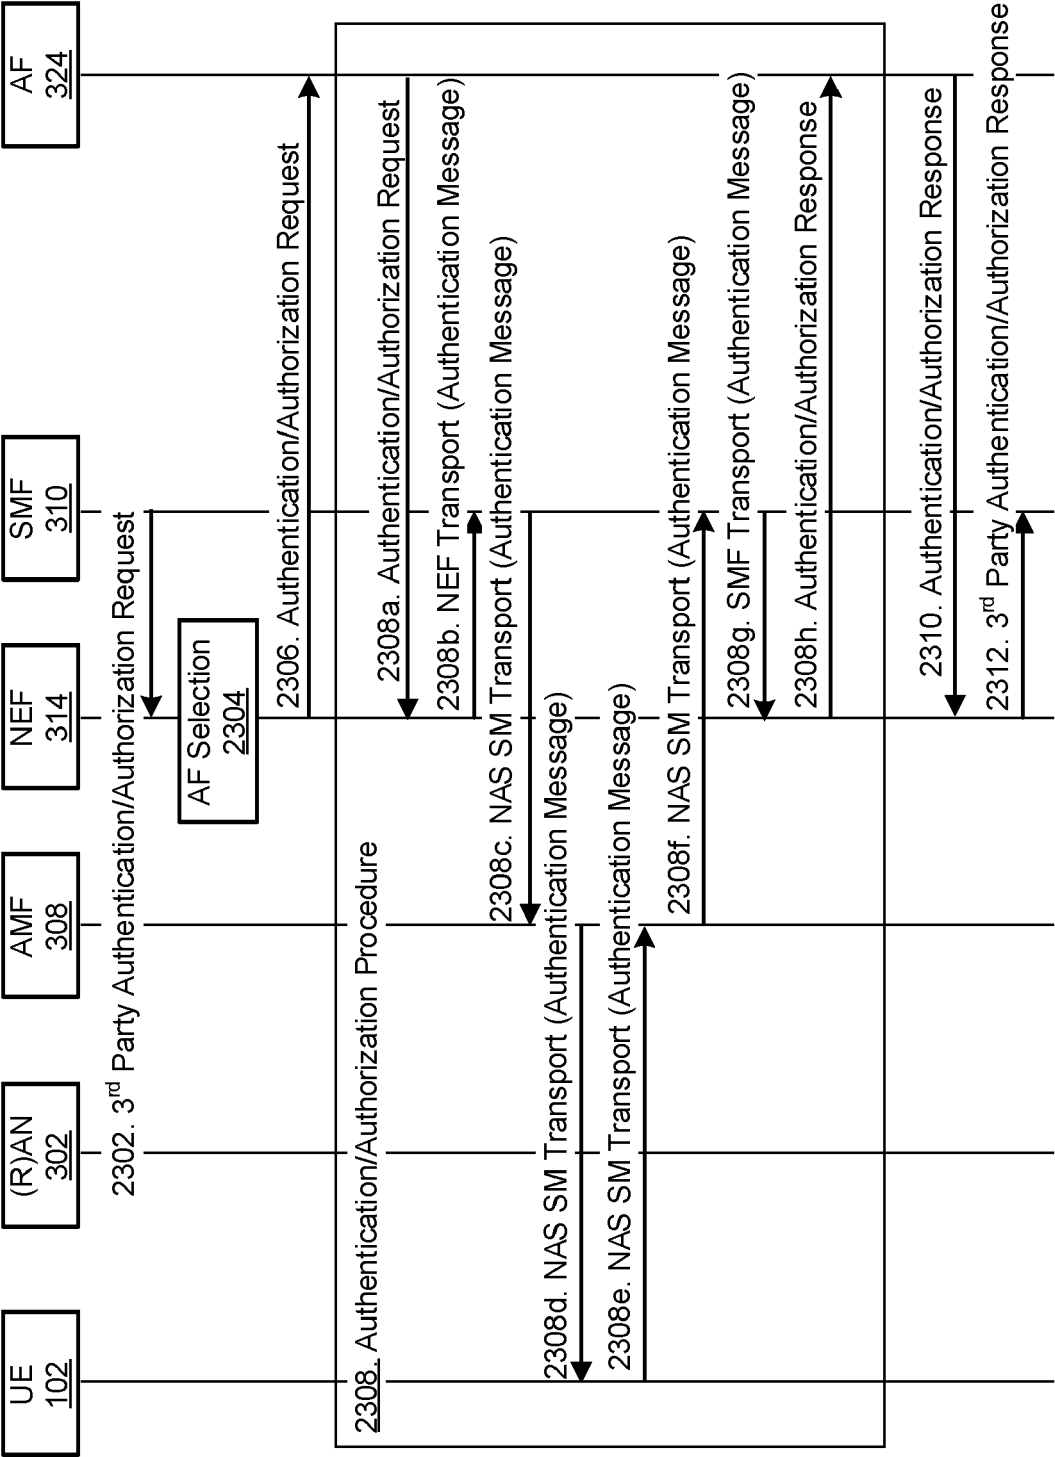 UE
102
(R)AN
302
AMF
308
NEF
314
SMF
310
AF
324
2302. 3rd Party Authentication/Authorization Request
AF Selection
2304
2306. Authentication/Authorization Request
2308. Authentication/Authorization Procedure
2308a. Authentication/Authorization Request
2308b. NEF Transport (Authentication Message)
2308c. NAS SM Transport (Authentication Message)
2308d. NAS SM Transport (Authentication Message)
2308e. NAS SM Transport (Authentication Message)
2308f. NAS SM Transport (Authentication Message)
2308g. SMF Transport (Authentication Message)
2308h. Authentication/Authorization Response
2310. Authentication/Authorization Response
2312. 3rd Party Authentication/Authorization Response